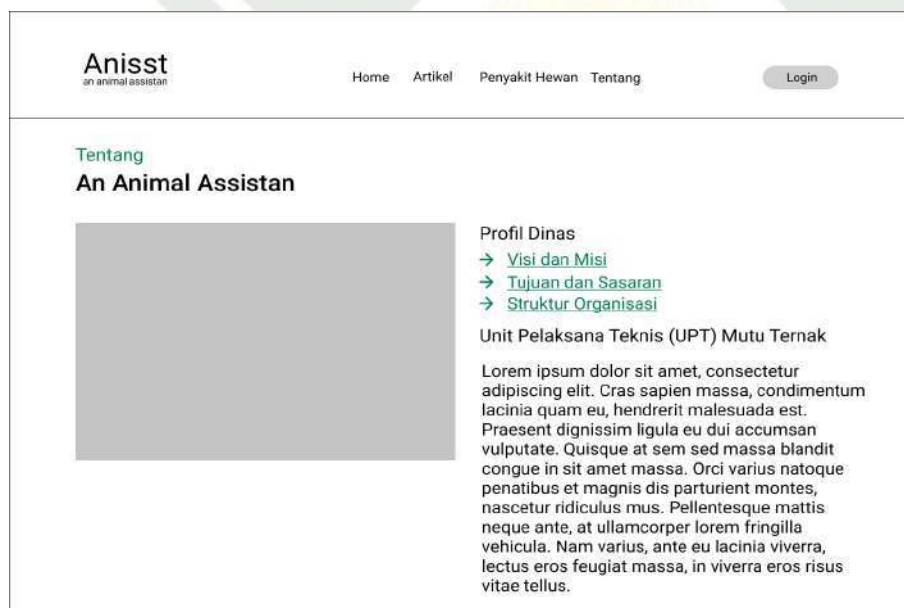 Anisst
an animal assistan
Home Artikel Penyakit Hewan Tentang Login
Tentang
An Animal Assistan
Profil Dinas
→ Visi dan Misi
→ Tujuan dan Sasaran
→ Struktur Organisasi
Unit Pelaksana Teknis (UPT) Mutu Ternak
Lorem ipsum dolor sit amet, consectetur
adipiscing elit. Cras sapien massa, condimentum
lacinia quam eu, hendrerit malesuada est.
Praesent dignissim ligula eu dui accumsan
vulputate. Quisque at sem sed massa blandit
congue in sit amet massa. Orci varius natoque
penatibus et magnis dis parturient montes,
nascetur ridiculus mus. Pellentesque mattis
neque ante, at ullamcorper lorem fringilla
vehicula. Nam varius, ante eu lacinia viverra,
lectus eros feugiat massa, in viverra eros risus
vitae tellus.